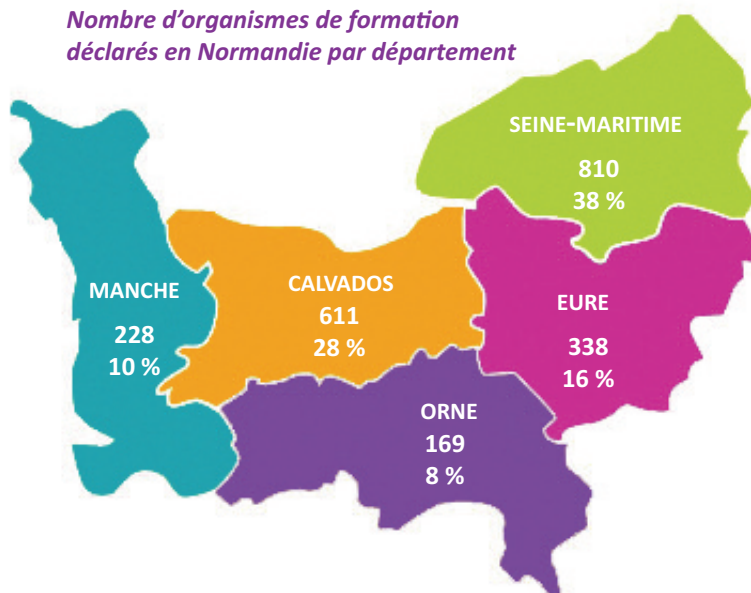 Nombre d'organismes de formation
déclarés en Normandie par département
SEINE-MARITIME
810
38 %
MANCHE
228
10 %
CALVADOS
611
28 %
EURE
338
16 %
ORNE
169
8 %